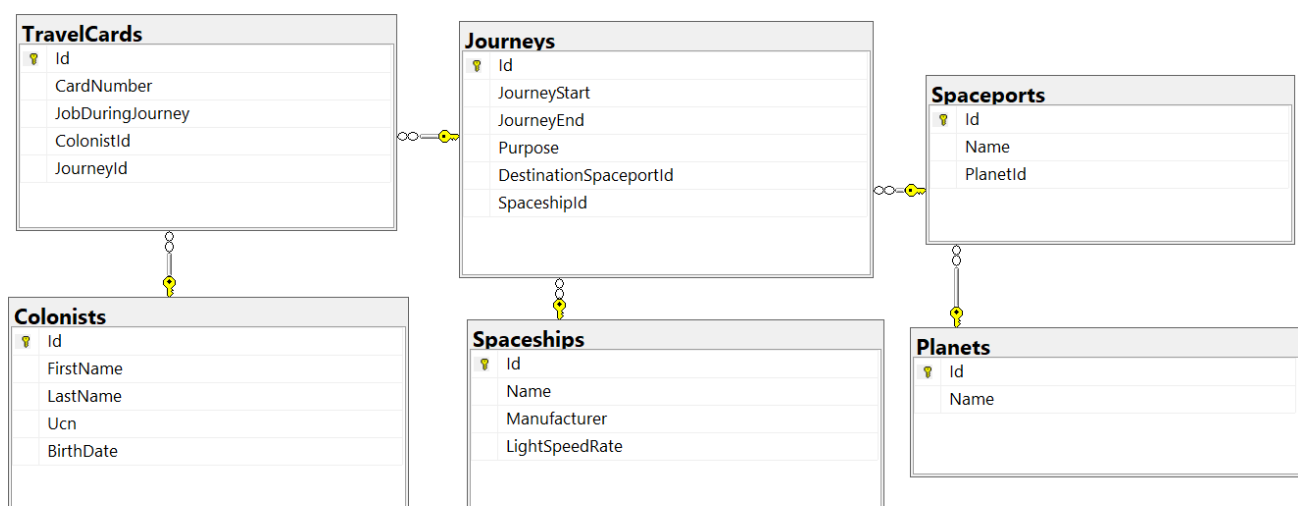 TravelCards
Id
CardNumber
JobDuringJourney
ColonistId
JourneyId
Journeys
Id
JourneyStart
JourneyEnd
Purpose
DestinationSpaceportId
SpaceshipId
Spaceports
Id
Name
PlanetId
Colonists
Id
FirstName
LastName
Ucn
BirthDate
Spaceships
Id
Name
Manufacturer
LightSpeedRate
Planets
Id
Name